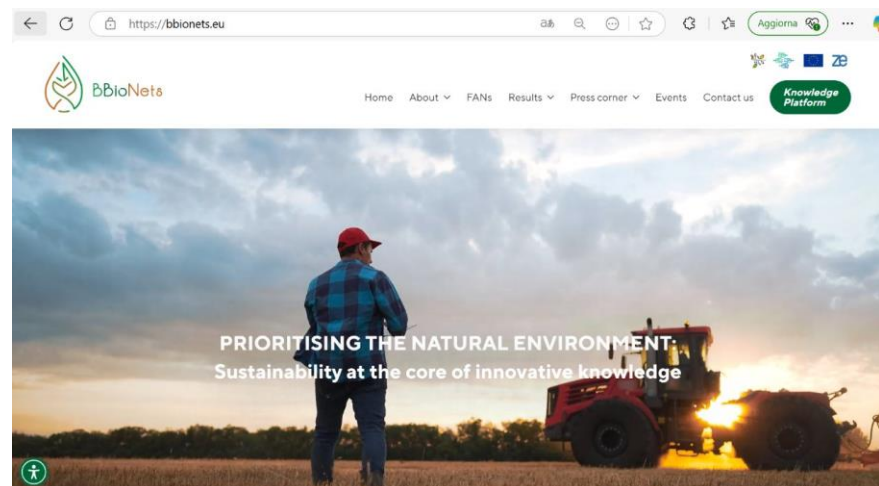 https://bbionets.eu
Aggiorna
BBioNets
Home About FANs Results Press corner Events Contact us
Knowledge
Platform
PRIORITISING THE NATURAL ENVIRONMENT:
Sustainability at the core of innovative knowledge